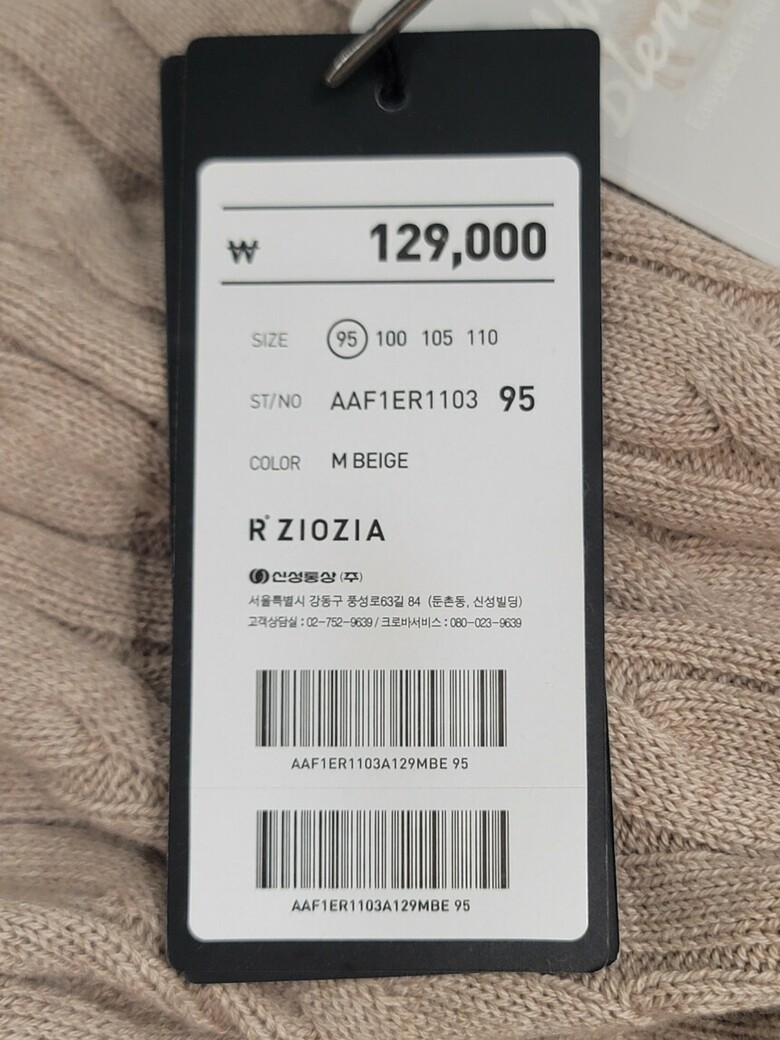 ₩ 129,000
SIZE 95 100 105 110
ST/NO AAF1ER1103 95
COLOR M BEIGE
R° ZIOZIA
신성통상(주)
서울특별시 강동구 풍성로63길 84 (둔촌동, 신성빌딩)
고객상담실 : 02-752-9639 / 크로바서비스 : 080-023-9639
AAF1ER1103A129MBE 95
AAF1ER1103A129MBE 95